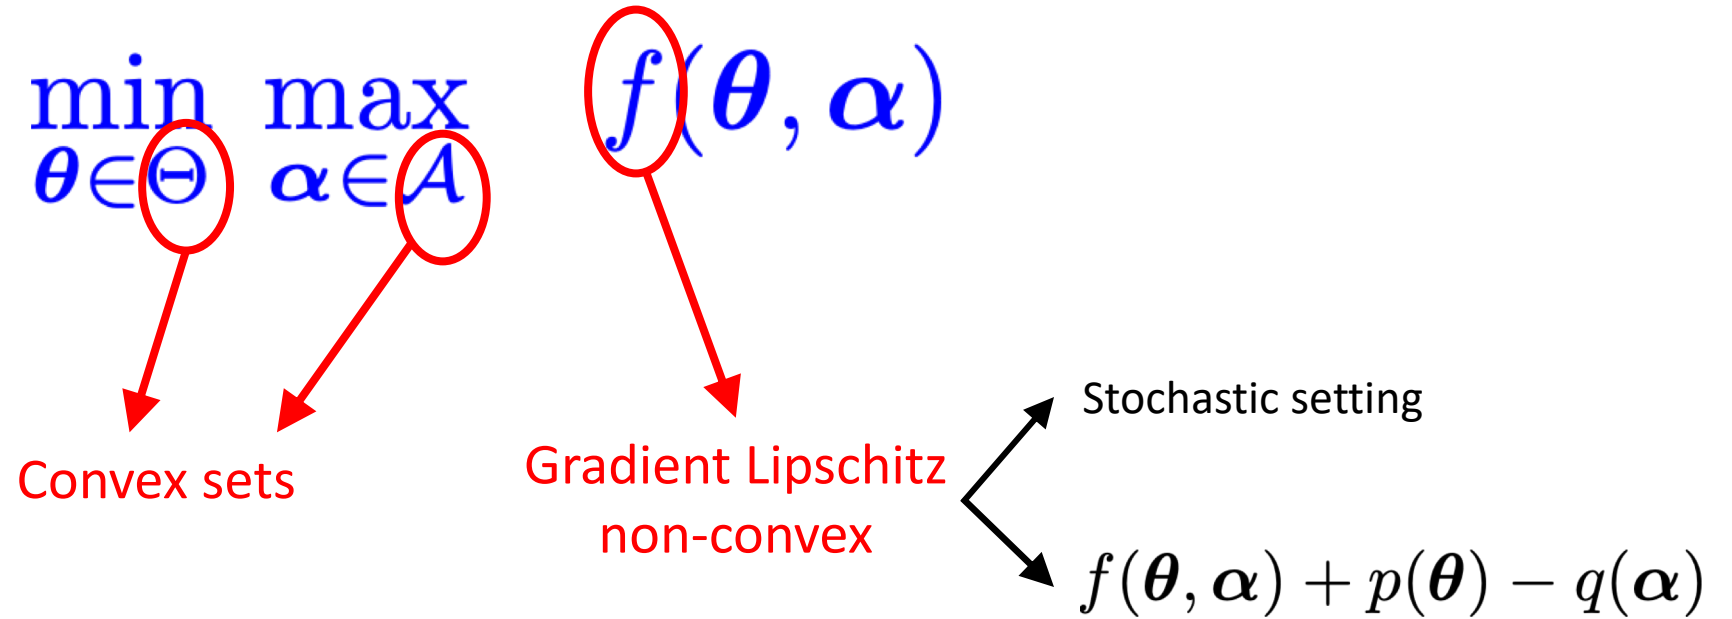 min max f(θ, α)
θ∈Θ α∈𝒜
Stochastic setting
Convex sets
Gradient Lipschitz
non-convex
f(θ, α) + p(θ) − q(α)